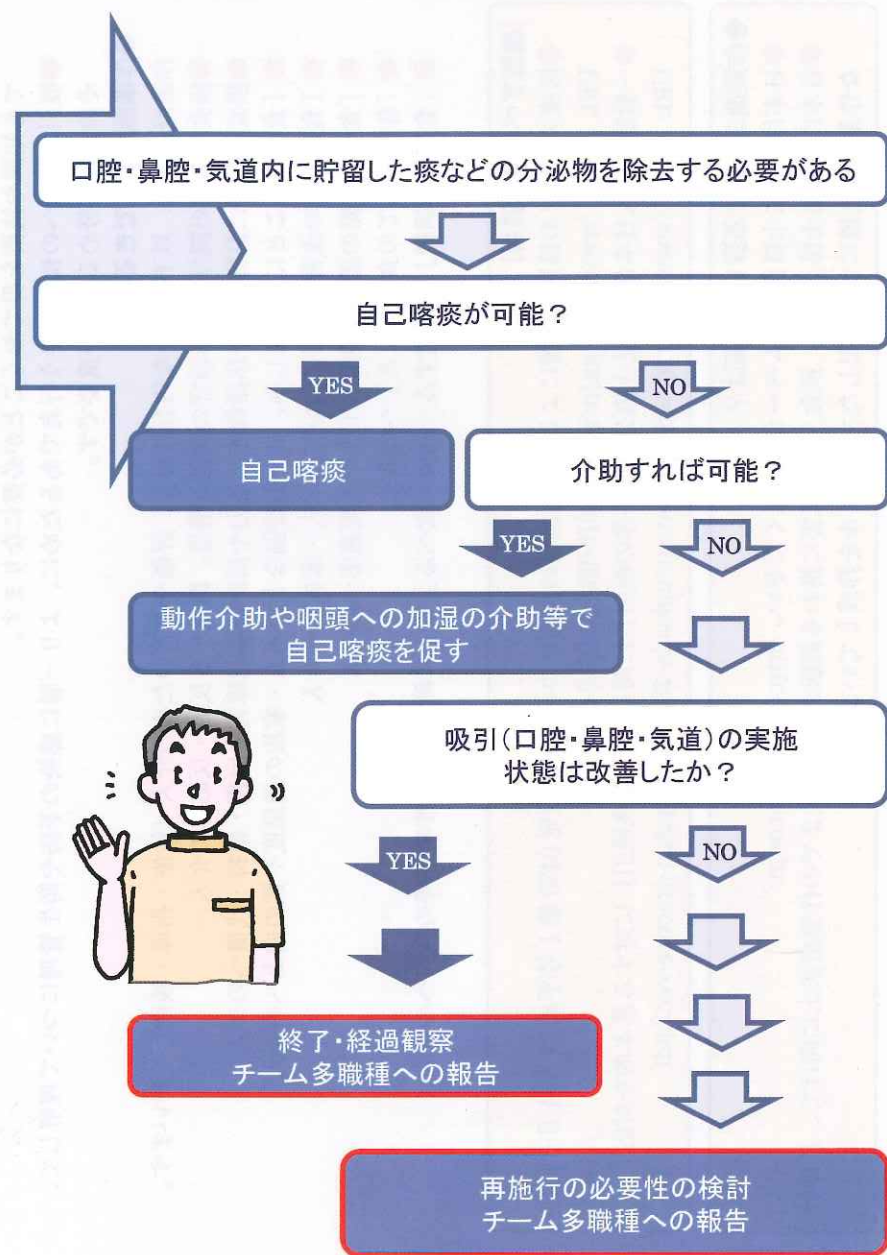 口腔・鼻腔・気道内に貯留した痰などの分泌物を除去する必要がある
自己喀痰が可能？
YES
NO
自己喀痰
介助すれば可能？
YES
NO
動作介助や咽頭への加湿の介助等で
自己喀痰を促す
吸引(口腔・鼻腔・気道)の実施
状態は改善したか？
YES
NO
終了・経過観察
チーム多職種への報告
再施行の必要性の検討
チーム多職種への報告